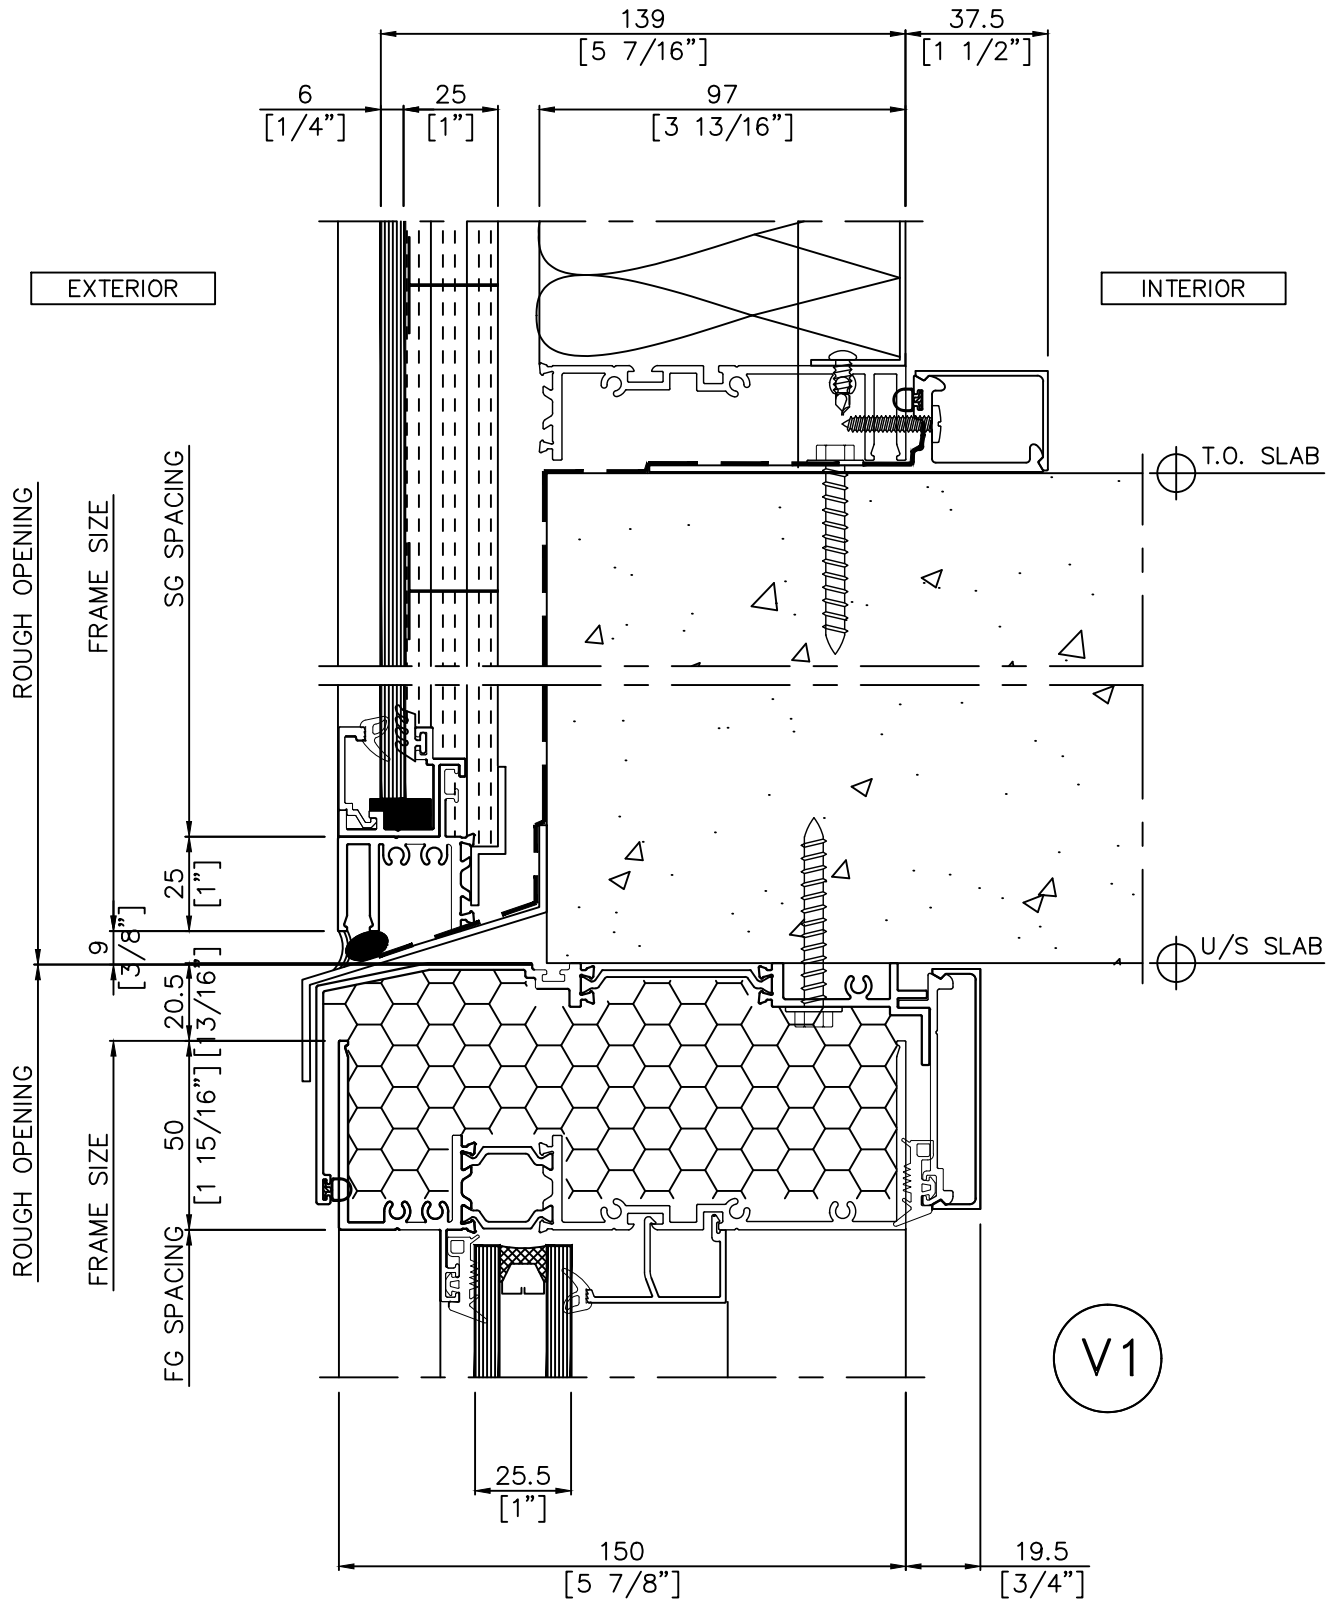 139
[5 7/16"]
37.5
[1 1/2"]
6
[1/4"]
25
[1"]
97
[3 13/16"]
EXTERIOR
INTERIOR
T.O. SLAB
ROUGH OPENING
FRAME SIZE
SG SPACING
25
[1"]
9
[3/8"]
U/S SLAB
20.5
[13/16"]
50
[1 15/16"]
ROUGH OPENING
FRAME SIZE
FG SPACING
V1
25.5
[1"]
150
[5 7/8"]
19.5
[3/4"]